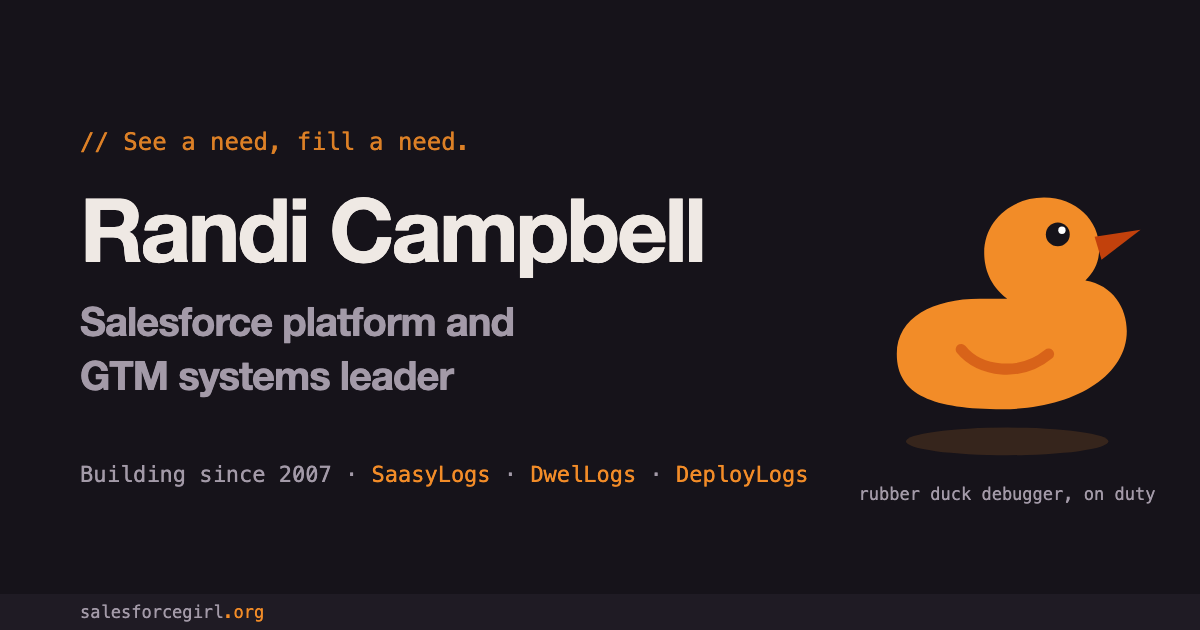 // See a need, fill a need.
Randi Campbell
Salesforce platform and
GTM systems leader
Building since 2007 · SaasyLogs · DwelLogs · DeployLogs
rubber duck debugger, on duty
salesforcegirl.org